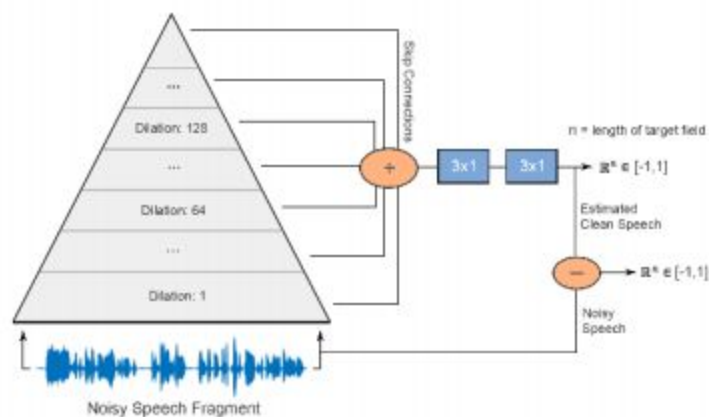 ...
Dilation: 128
...
Dilation: 64
...
Dilation: 1
Noisy Speech Fragment
Skip Connections
+
3x1
3x1
n = length of target field
ℝⁿ ∈ [-1,1]
Estimated
Clean Speech
−
ℝⁿ ∈ [-1,1]
Noisy
Speech